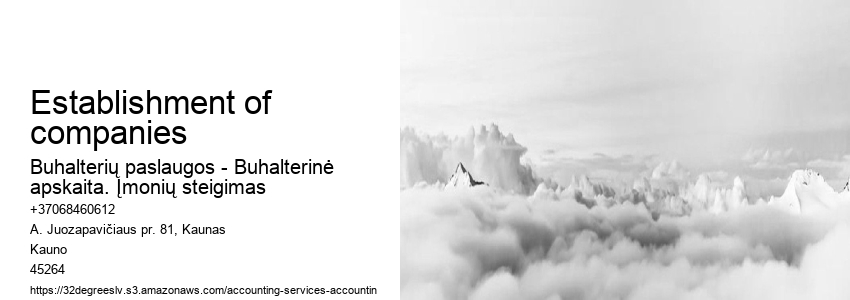 Establishment of
companies
Buhalterių paslaugos - Buhalterinė
apskaita. Įmonių steigimas
+37068460612
A. Juozapavičiaus pr. 81, Kaunas
Kauno
45264
https://32degreeslv.s3.amazonaws.com/accounting-services-accountin